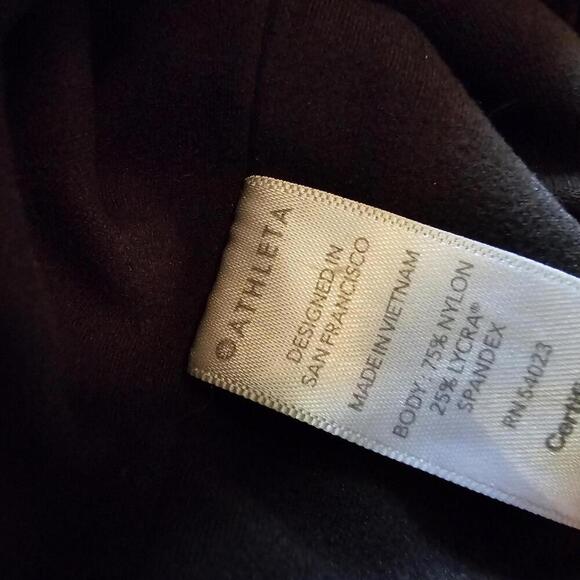 ATHLETA
DESIGNED IN
SAN FRANCISCO
MADE IN VIETNAM
BODY : 75% NYLON
25% LYCRA®
SPANDEX
RN 54023